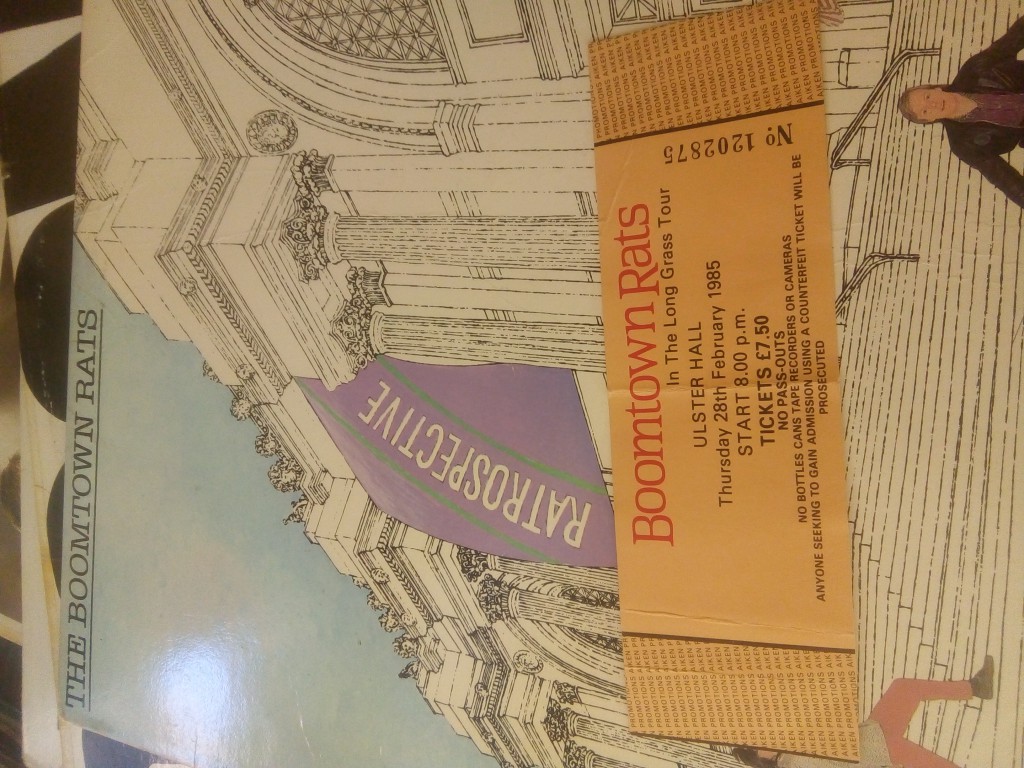 THE BOOMTOWN RATS
RATROSPECTIVE
AIKEN PROMOTIONS
Nº 1202875
Boomtown Rats
In The Long Grass Tour
ULSTER HALL
Thursday 28th February 1985
START 8.00 p.m.
TICKETS £7.50
NO PASS-OUTS
NO BOTTLES CANS TAPE RECORDERS OR CAMERAS
ANYONE SEEKING TO GAIN ADMISSION USING A COUNTERFEIT TICKET WILL BE
PROSECUTED
AIKEN PROMOTIONS